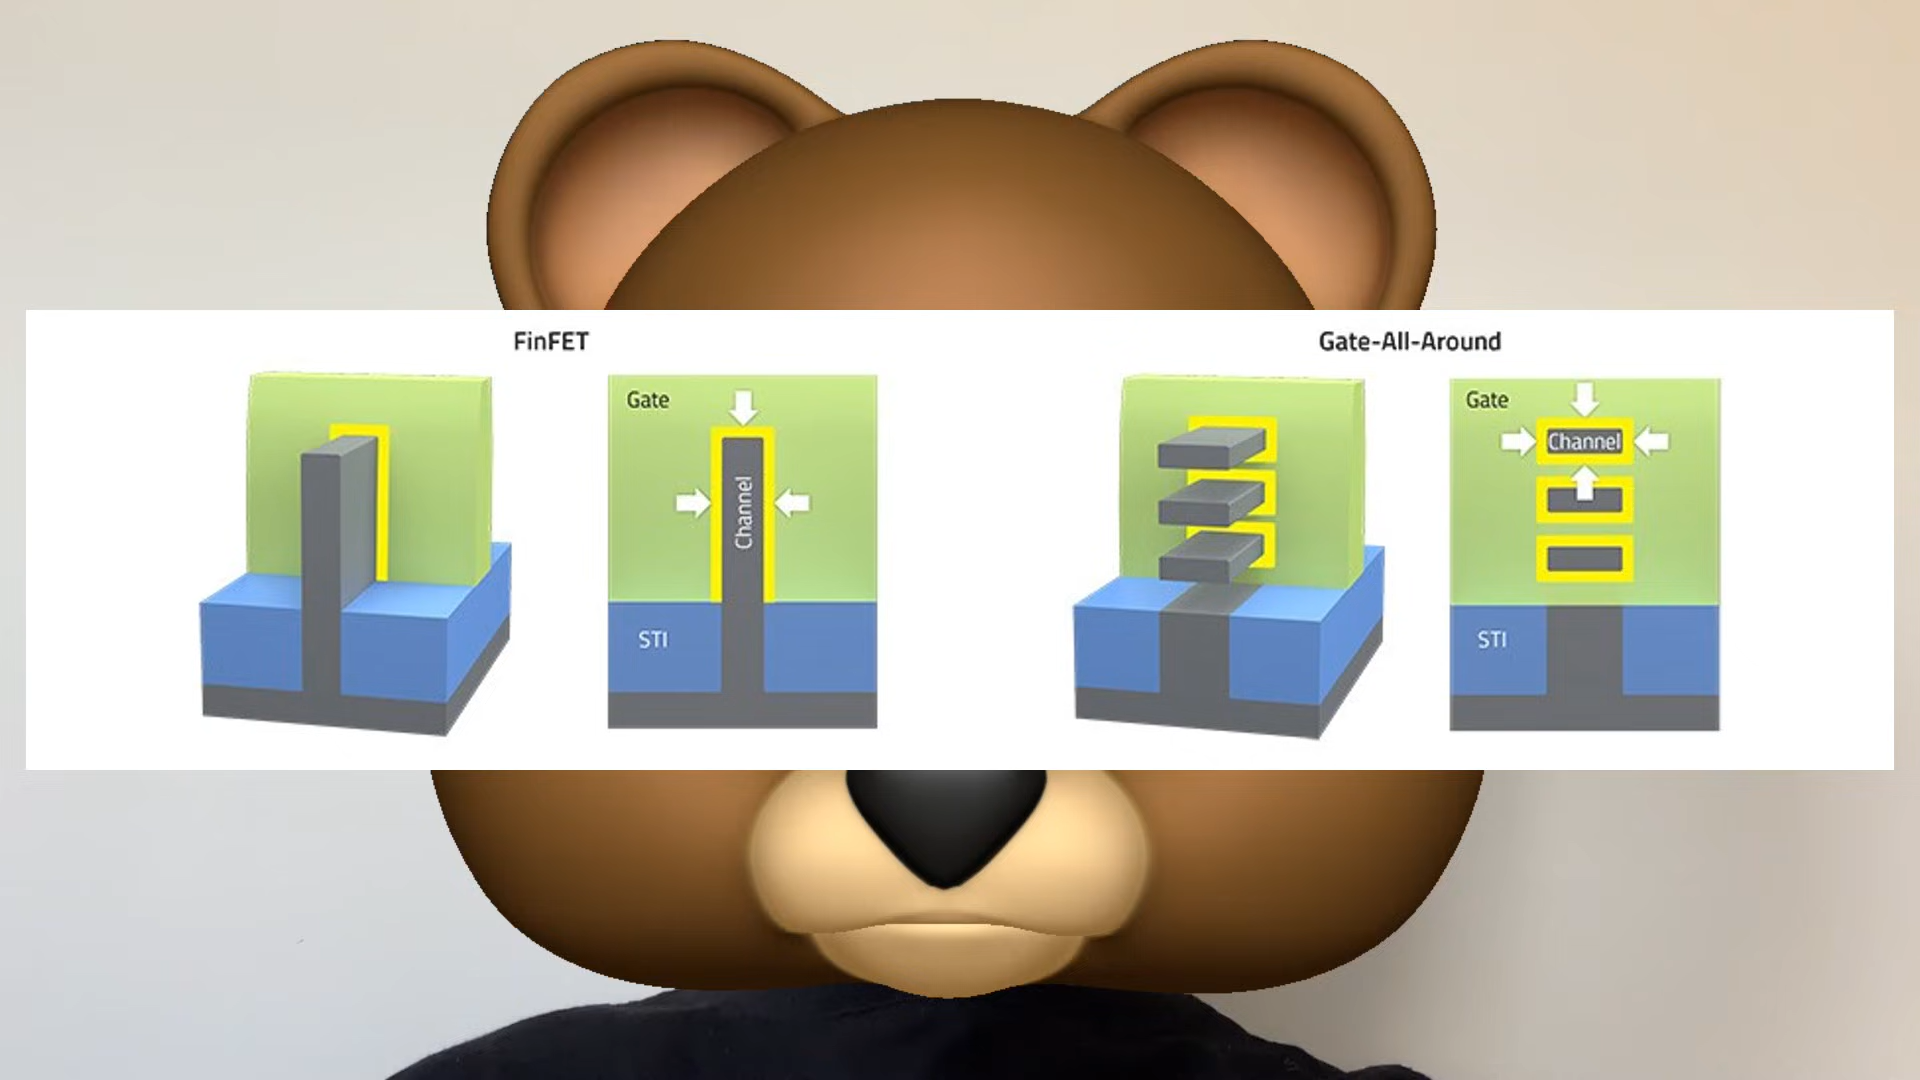 FinFET
Gate
Channel
STI
Gate-All-Around
Gate
Channel
STI